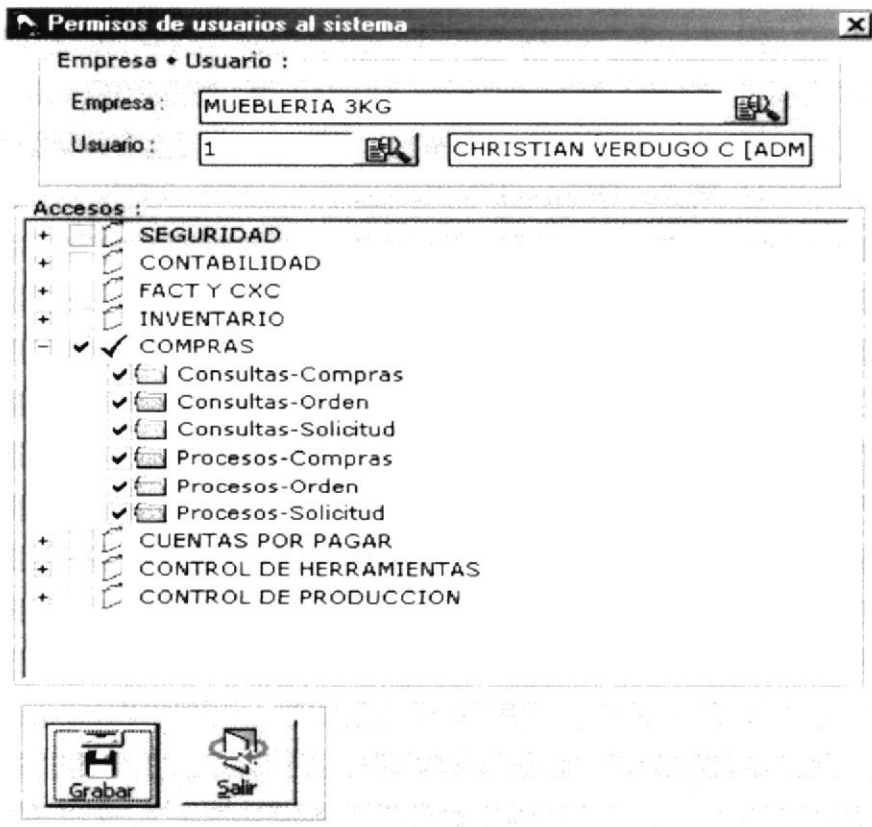 Permisos de usuarios al sistema
Empresa • Usuario :
Empresa : MUEBLERIA 3KG
Usuario : 1 CHRISTIAN VERDUGO C [ADM
Accesos :
SEGURIDAD
CONTABILIDAD
FACT Y CXC
INVENTARIO
COMPRAS
Consultas-Compras
Consultas-Orden
Consultas-Solicitud
Procesos-Compras
Procesos-Orden
Procesos-Solicitud
CUENTAS POR PAGAR
CONTROL DE HERRAMIENTAS
CONTROL DE PRODUCCION
Grabar Salir